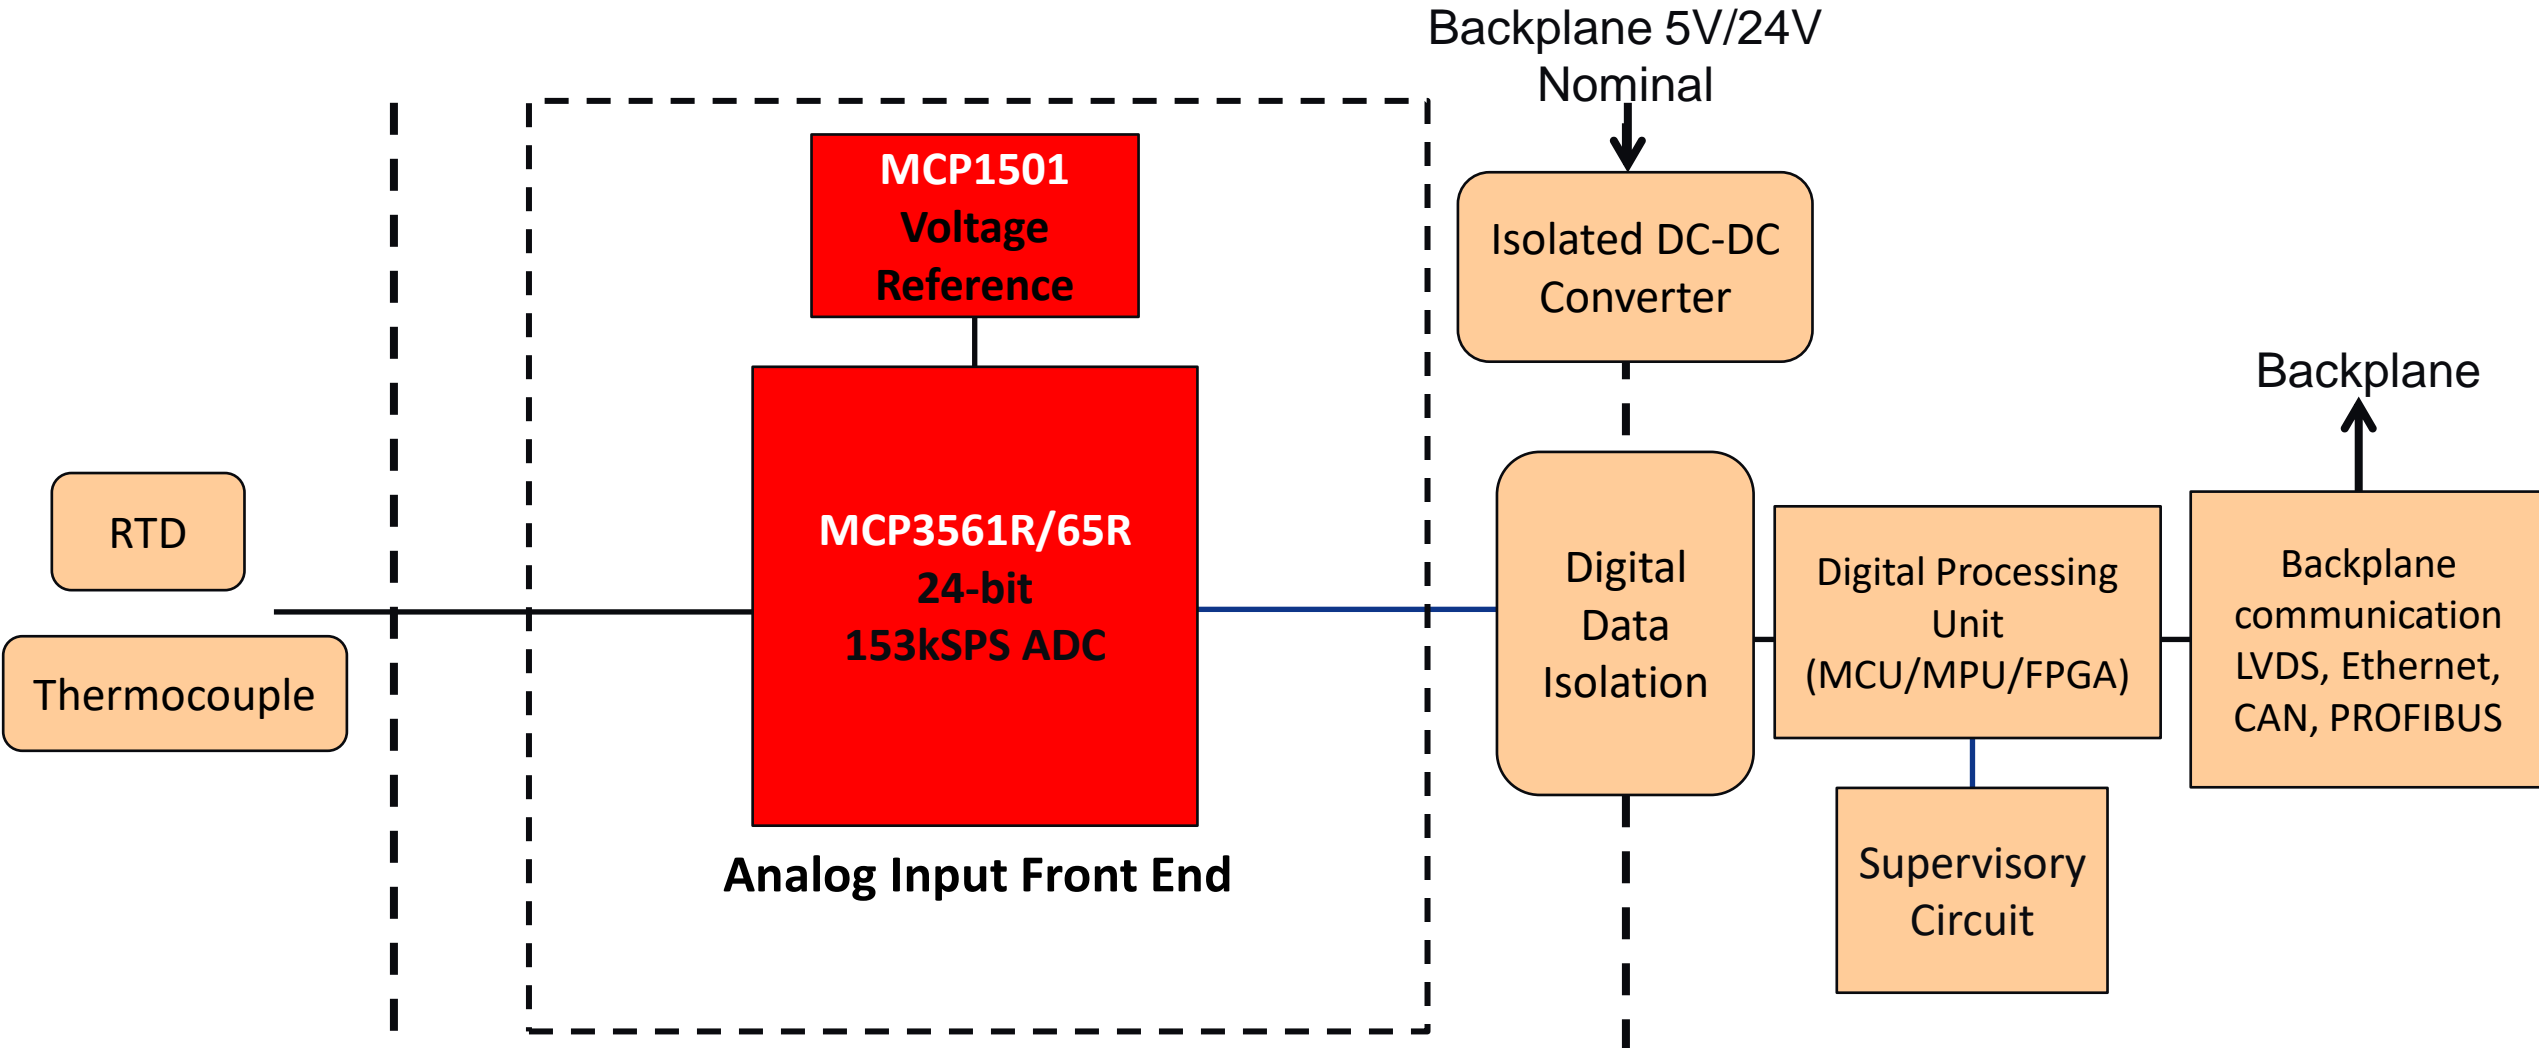 Backplane 5V/24V
Nominal
MCP1501
Voltage
Reference
Isolated DC-DC
Converter
Backplane
RTD
Thermocouple
MCP3561R/65R
24-bit
153kSPS ADC
Analog Input Front End
Digital
Data
Isolation
Digital Processing
Unit
(MCU/MPU/FPGA)
Backplane
communication
LVDS, Ethernet,
CAN, PROFIBUS
Supervisory
Circuit